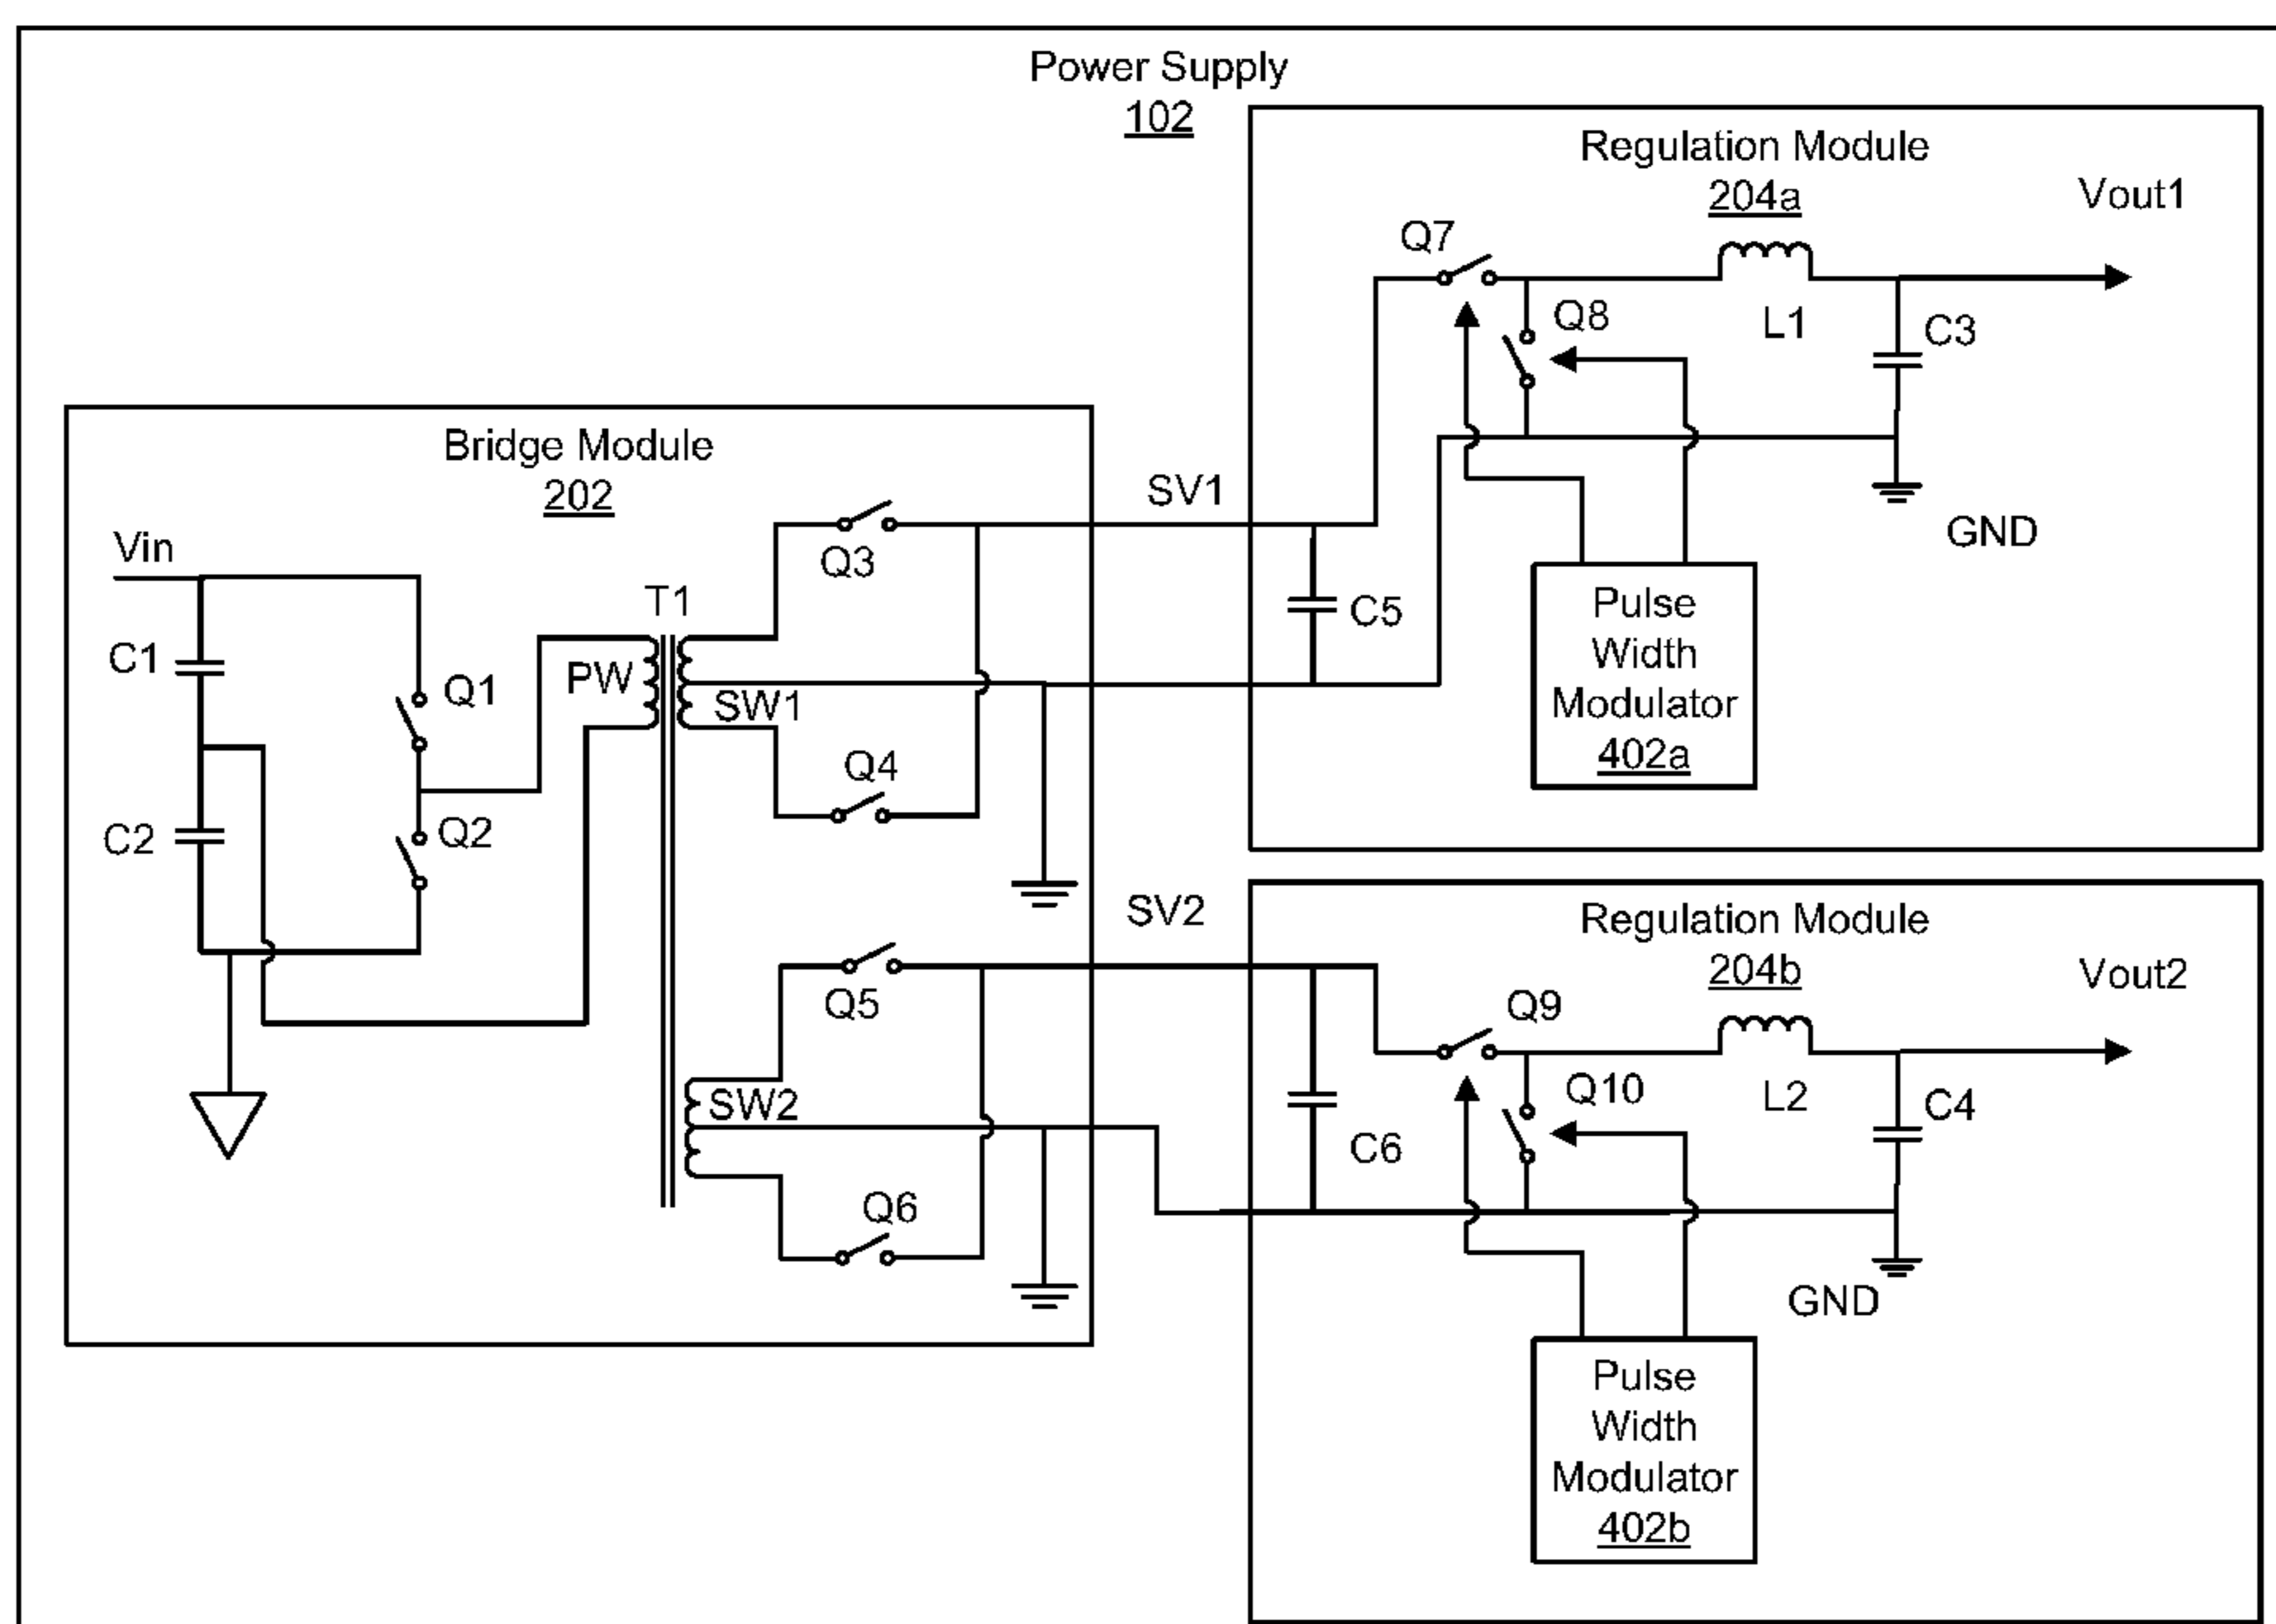 Power Supply
102
Regulation Module
204a
Vout1
Q7
Q8
L1
C3
GND
Pulse
Width
Modulator
402a
Bridge Module
202
Vin
C1
C2
Q1
Q2
T1
PW
SW1
Q3
Q4
SV1
C5
SW2
Q5
Q6
SV2
C6
Regulation Module
204b
Vout2
Q9
Q10
L2
C4
GND
Pulse
Width
Modulator
402b